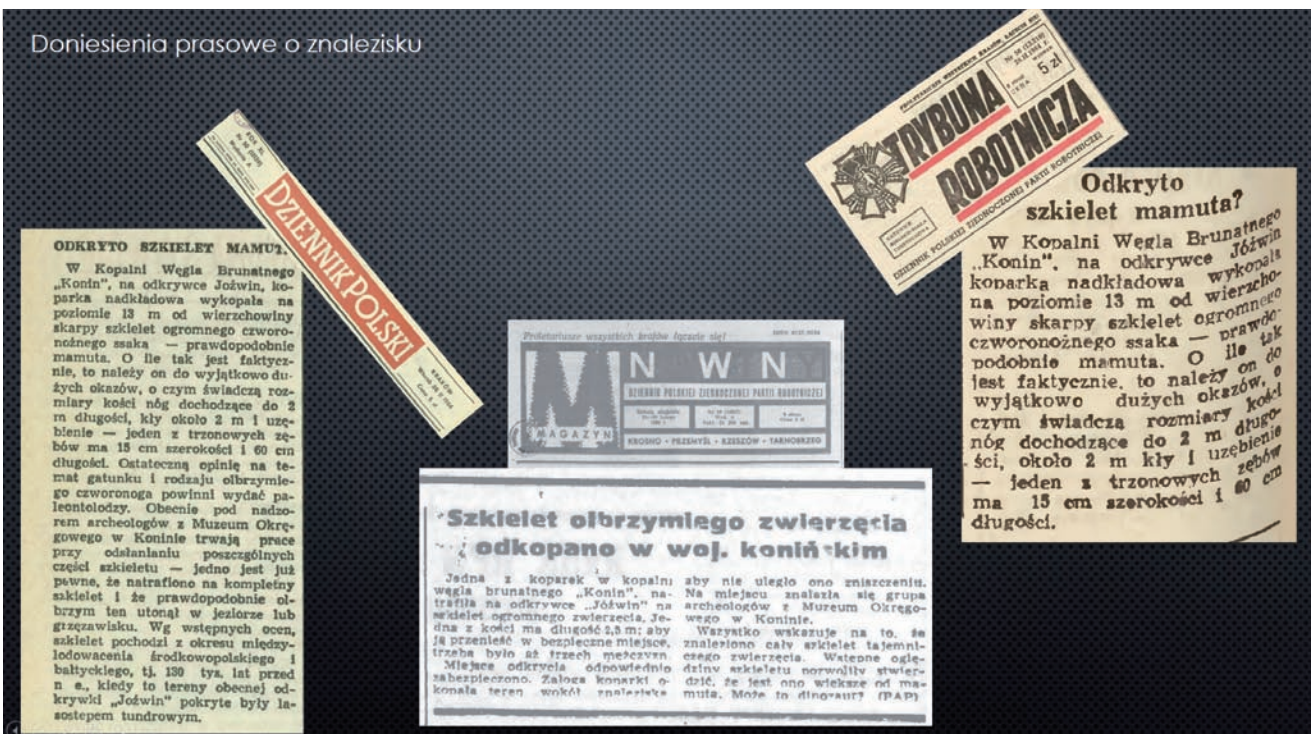 Doniesienia prasowe o znalezisku
DZIENNIK POLSKI
ODKRYTO SZKIELET MAMUT
W Kopalni Węgla Brunatnego
„Konin", na odkrywce Joźwin, ko-
parka nadkładowa wykopała na
poziomie 13 m od wierzchowiny
skarpy szkielet ogromnego czworo-
nożnego ssaka — prawdopodobnie
mamuta. O ile tak jest faktycz-
nie, to należy on do wyjątkowo du-
żych okazów, o czym świadczą roz-
miary kości nóg dochodzące do 2
m długości, kły około 2 m i uzę-
bienie — jeden z trzonowych zę-
bów ma 15 cm szerokości i 60 cm
długości. Ostateczną opinię na te-
mat gatunku i rodzaju olbrzymie-
go czworonoga powinni wydać pa-
leontolodzy. Obecnie pod nadzo-
rem archeologów z Muzeum Okrę-
gowego w Koninie trwają prace
przy odsłanianiu poszczególnych
części szkieletu — jedno jest już
pewne, że natrafiono na kompletny
szkielet i że prawdopodobnie ol-
brzym ten utonął w jeziorze lub
grzęzawisku. Wg wstępnych ocen,
szkielet pochodzi z okresu między-
lodowacenia środkowopolskiego i
bałtyckiego, tj. 130 tys. lat przed
n e., kiedy to tereny obecnej od-
krywki „Joźwin" pokryte były la-
sostepem tundrowym.
Proletariusze wszystkich krajów łączcie się!
M NWNY
MAGAZYN
DZIENNIK POLSKIEJ ZJEDNOCZONEJ PARTII ROBOTNICZEJ
KROSNO • PRZEMYŚL • RZESZÓW • TARNOBRZEG
Szkielet olbrzymiego zwierzęcia
odkopano w woj. konińskim
Jedna z koparek w kopalni
węgla brunatnego „Konin", na-
trafiła na odkrywce „Jóźwin" na
szkielet ogromnego zwierzęcia. Je-
dna z kości ma długość 2,5 m; aby
ją przenieść w bezpieczne miejsce,
trzeba było aż trzech mężczyzn.
Miejsce odkrycia odpowiednio
zabezpieczono. Załoga koparki o-
kopała teren wokół znaleziska
aby nie uległo ono zniszczeniu.
Na miejscu znalazła się grupa
archeologów z Muzeum Okręgo-
wego w Koninie.
Wszystko wskazuje na to, że
znaleziono cały szkielet tajemni-
czego zwierzęcia. Wstępne oglę-
dziny szkieletu pozwoliły stwier-
dzić, że jest ono większe od ma-
muta. Może to dinozaur? (PAP)
PROLETARIUSZE WSZYSTKICH KRAJÓW, ŁĄCZCIE SIĘ!
5 zł
TRYBUNA
ROBOTNICZA
DZIENNIK POLSKIEJ ZJEDNOCZONEJ PARTII ROBOTNICZEJ
Odkryto
szkielet mamuta?
W Kopalni Węgla Brunatnego
„Konin", na odkrywce Jóźwin
koparka nadkładowa wykopała
na poziomie 13 m od wierzcho-
winy skarpy szkielet ogromnego
czworonożnego ssaka — prawdo-
podobnie mamuta. O ile tak
jest faktycznie, to należy on do
wyjątkowo dużych okazów, o
czym świadczą rozmiary kości
nóg dochodzące do 2 m długo-
ści, około 2 m kły i uzębienie
— jeden z trzonowych zębów
ma 15 cm szerokości i 60 cm
długości.